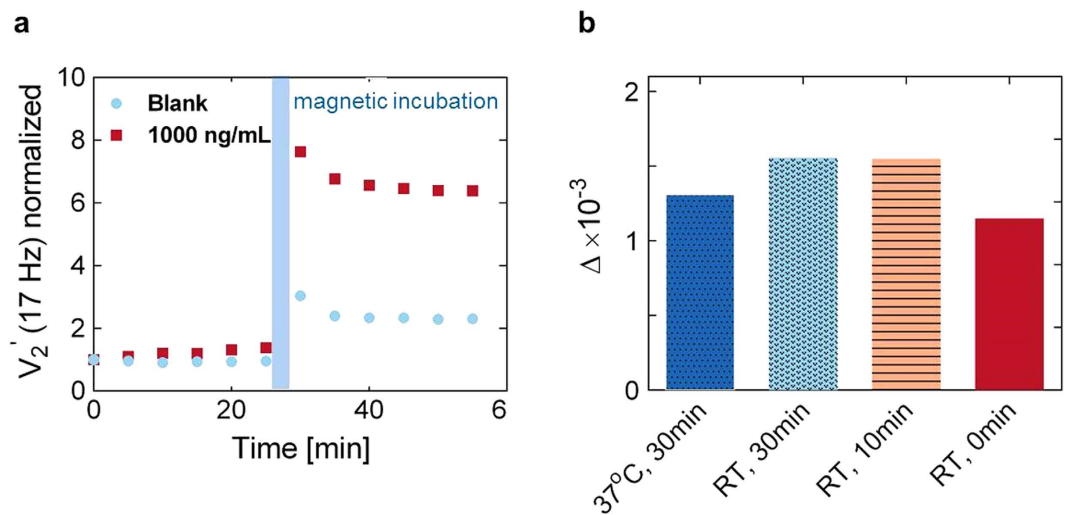 a
b
10
8
6
4
2
0
V2' (17 Hz) normalized
Blank
1000 ng/mL
magnetic incubation
0
20
40
6
Time [min]
2
1
0
Δ ×10-3
37°C, 30min
RT, 30min
RT, 10min
RT, 0min